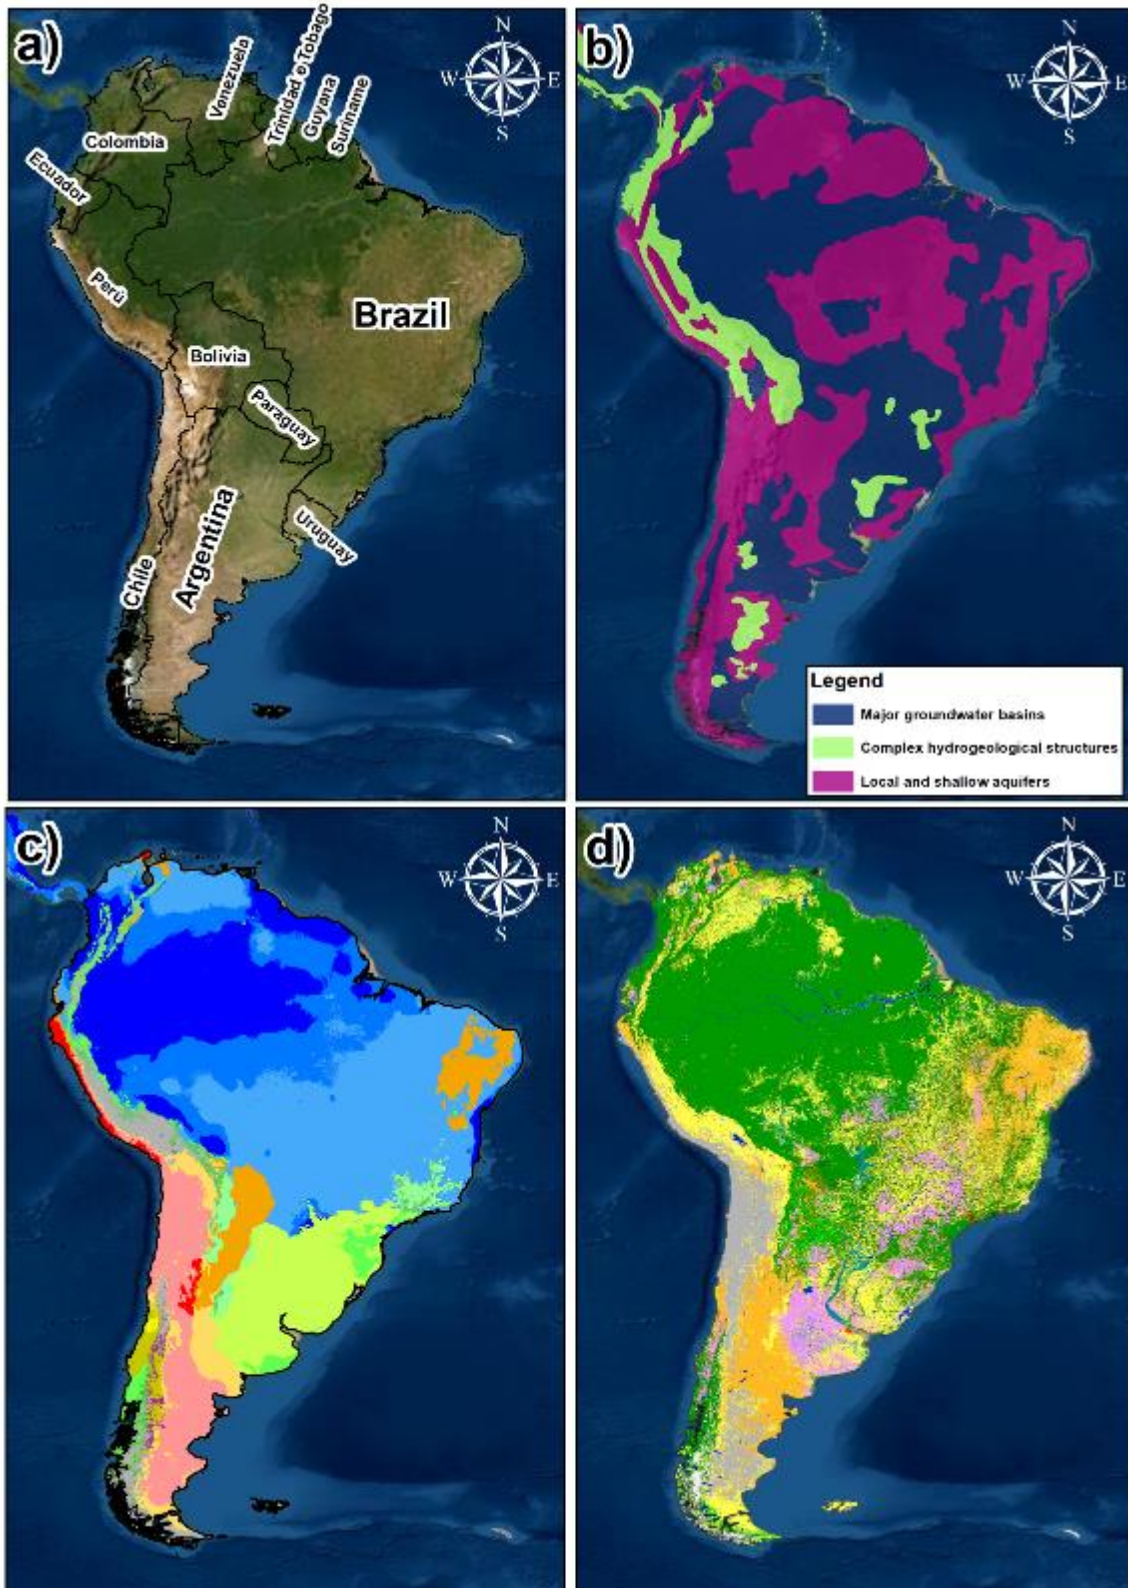 a)
N
W
E
S
Venezuela
Trinidad e Tobago
Guyana
Suriname
Colombia
Ecuador
Perú
Brazil
Bolivia
Paraguay
Argentina
Uruguay
Chile
b)
N
W
E
S
Legend
Major groundwater basins
Complex hydrogeological structures
Local and shallow aquifers
c)
N
W
E
S
d)
N
W
E
S